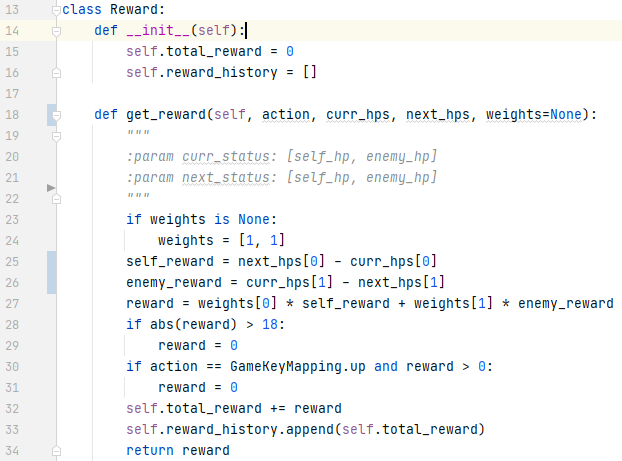 13 class Reward:
14     def __init__(self):
15         self.total_reward = 0
16         self.reward_history = []
17
18     def get_reward(self, action, curr_hps, next_hps, weights=None):
19         """
20         :param curr_status: [self_hp, enemy_hp]
21         :param next_status: [self_hp, enemy_hp]
22         """
23         if weights is None:
24             weights = [1, 1]
25         self_reward = next_hps[0] - curr_hps[0]
26         enemy_reward = curr_hps[1] - next_hps[1]
27         reward = weights[0] * self_reward + weights[1] * enemy_reward
28         if abs(reward) > 18:
29             reward = 0
30         if action == GameKeyMapping.up and reward > 0:
31             reward = 0
32         self.total_reward += reward
33         self.reward_history.append(self.total_reward)
34         return reward